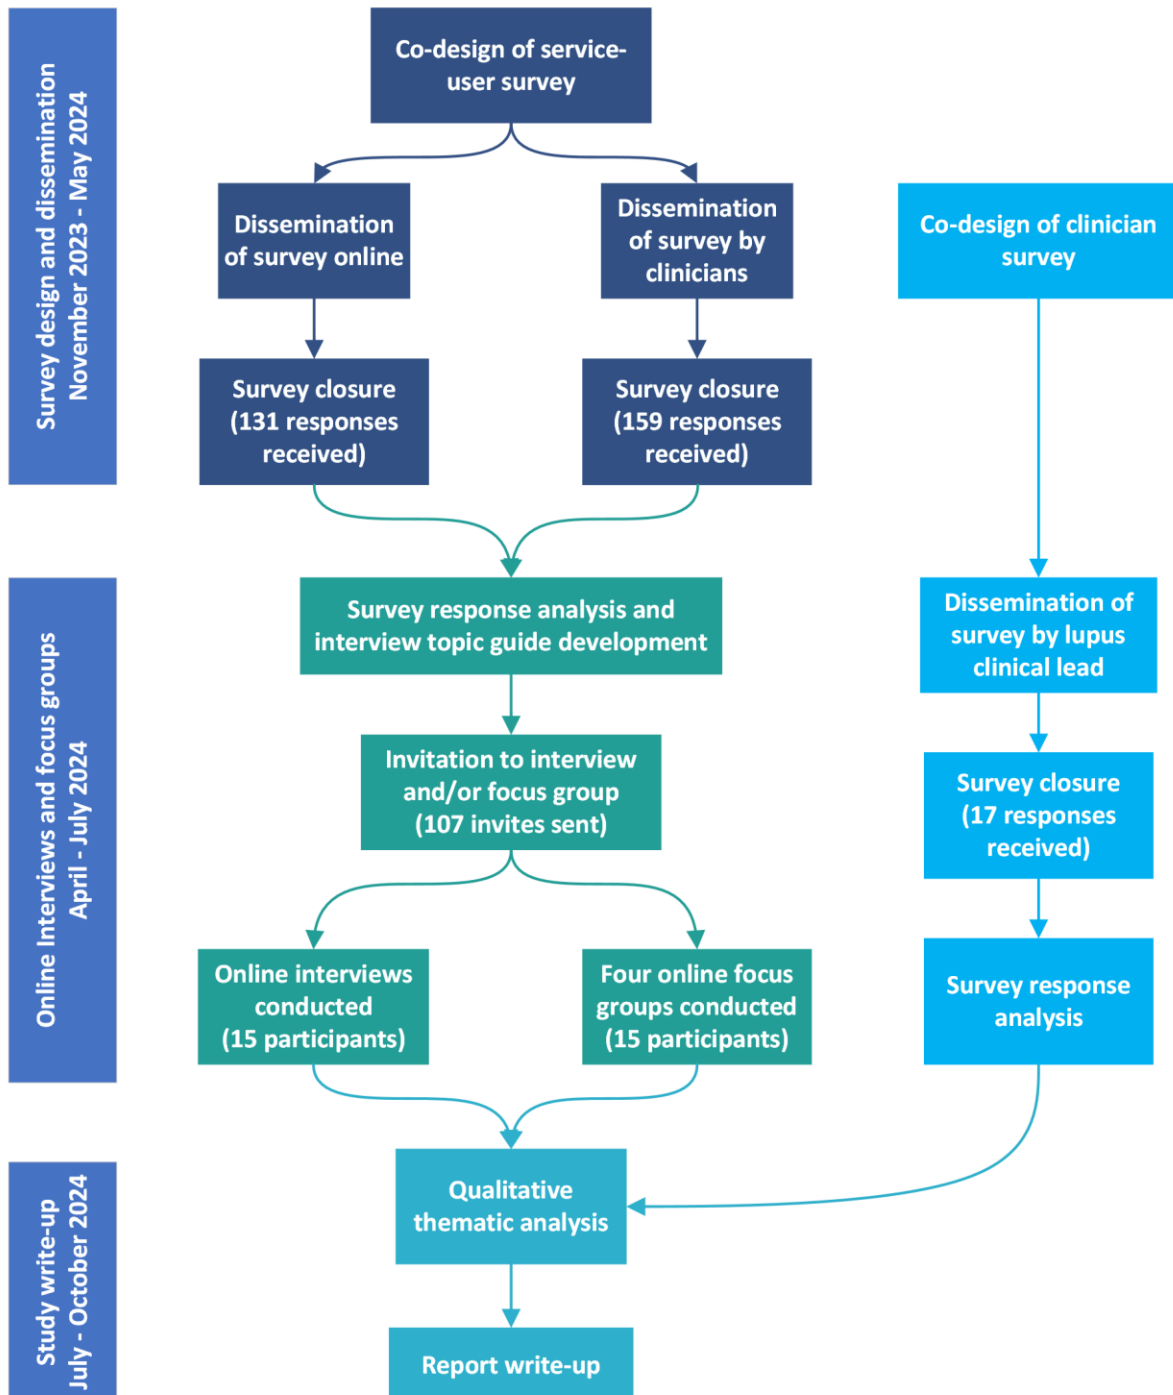 Survey design and dissemination
November 2023 - May 2024
Co-design of service-
user survey
Dissemination
of survey online
Dissemination
of survey by
clinicians
Co-design of clinician
survey
Survey closure
(131 responses
received)
Survey closure
(159 responses
received)
Online Interviews and focus groups
April - July 2024
Survey response analysis and
interview topic guide development
Dissemination of
survey by lupus
clinical lead
Invitation to interview
and/or focus group
(107 invites sent)
Survey closure
(17 responses
received)
Online interviews
conducted
(15 participants)
Four online focus
groups conducted
(15 participants)
Survey response
analysis
Study write-up
July - October 2024
Qualitative
thematic analysis
Report write-up